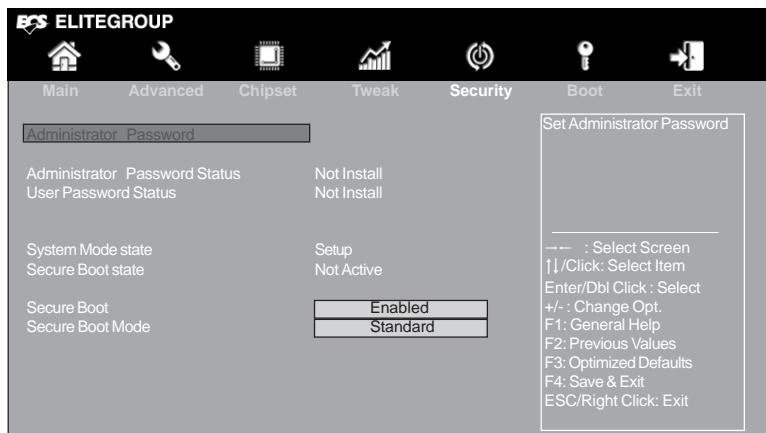 ECS ELITEGROUP
Main Advanced Chipset Tweak Security Boot Exit
Administrator Password
Administrator Password Status Not Install
User Password Status Not Install
System Mode state Setup
Secure Boot state Not Active
Secure Boot Enabled
Secure Boot Mode Standard
Set Administrator Password
→← : Select Screen
↑↓/Click: Select Item
Enter/Dbl Click : Select
+/- : Change Opt.
F1: General Help
F2: Previous Values
F3: Optimized Defaults
F4: Save & Exit
ESC/Right Click: Exit